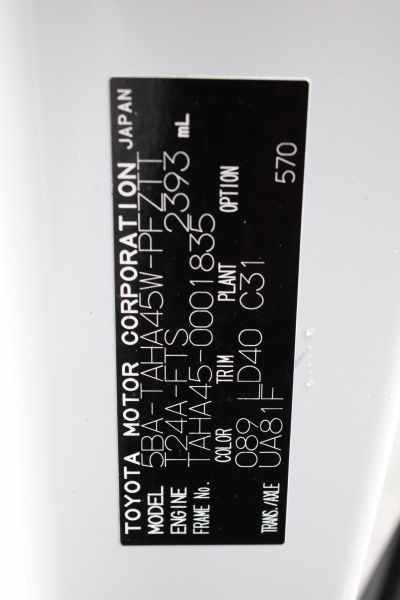 TOYOTA MOTOR CORPORATION JAPAN
MODEL 5BA-TAHA45W-PFZTT
ENGINE T24A-FTS 2393 mL
FRAME No. TAHA45-0001835
COLOR TRIM PLANT OPTION
089 LD40 C31
TRANS./AXLE UA81F 570